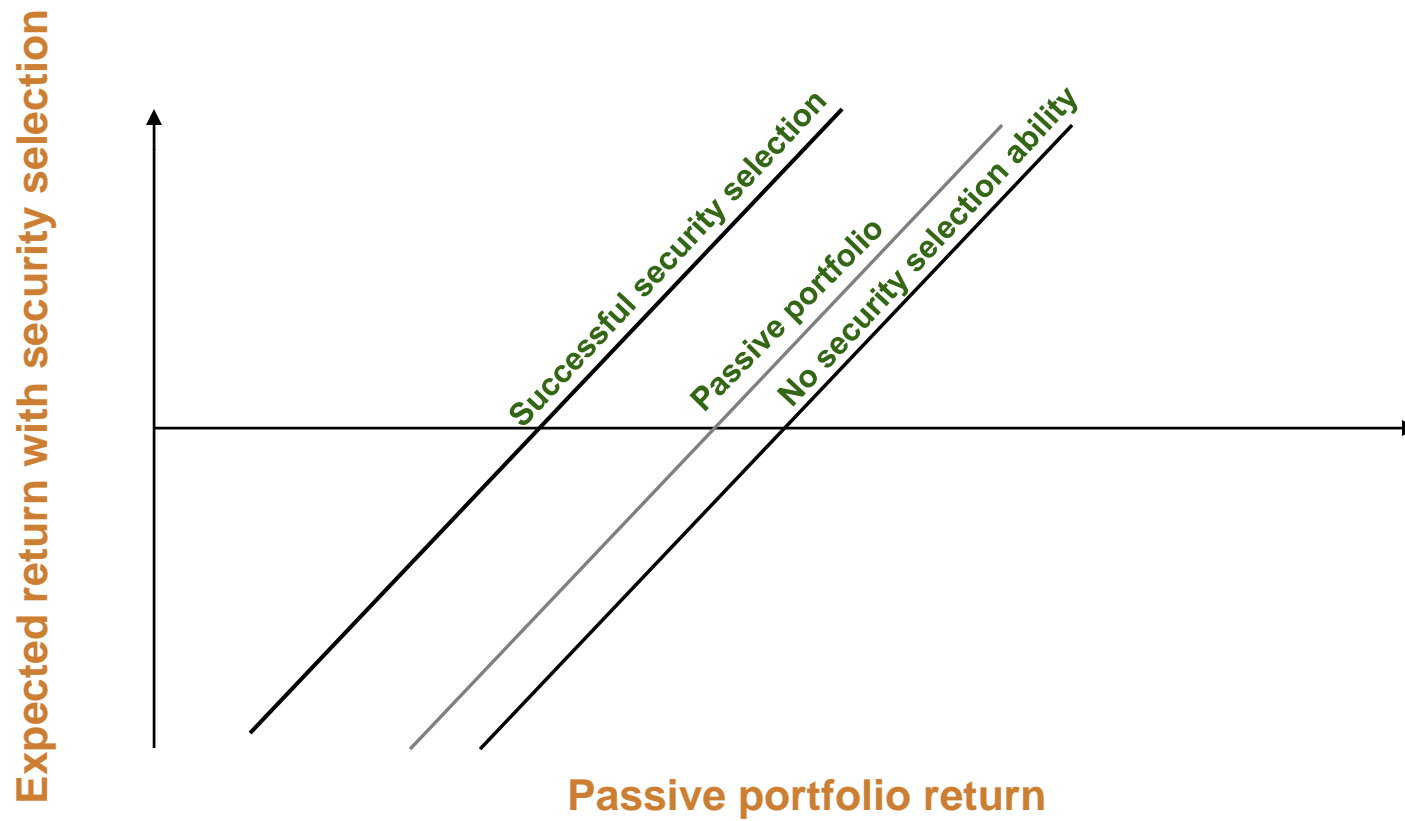 Expected return with security selection
Successful security selection
Passive portfolio
No security selection ability
Passive portfolio return